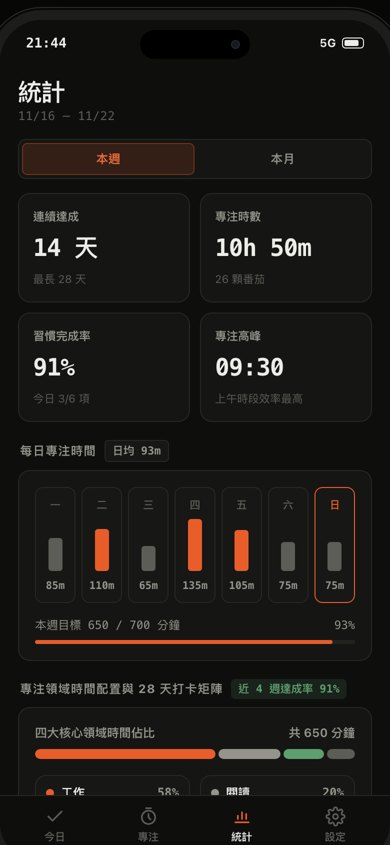 21:44 5G
統計
11/16 — 11/22
本週 本月
連續達成
14 天
最長 28 天
專注時數
10h 50m
26 顆番茄
習慣完成率
91%
今日 3/6 項
專注高峰
09:30
上午時段效率最高
每日專注時間 日均 93m
一 二 三 四 五 六 日
85m 110m 65m 135m 105m 75m 75m
本週目標 650 / 700 分鐘 93%
專注領域時間配置與 28 天打卡矩陣 近 4 週達成率 91%
四大核心領域時間佔比 共 650 分鐘
工作 58% 閱讀 20%
今日 專注 統計 設定